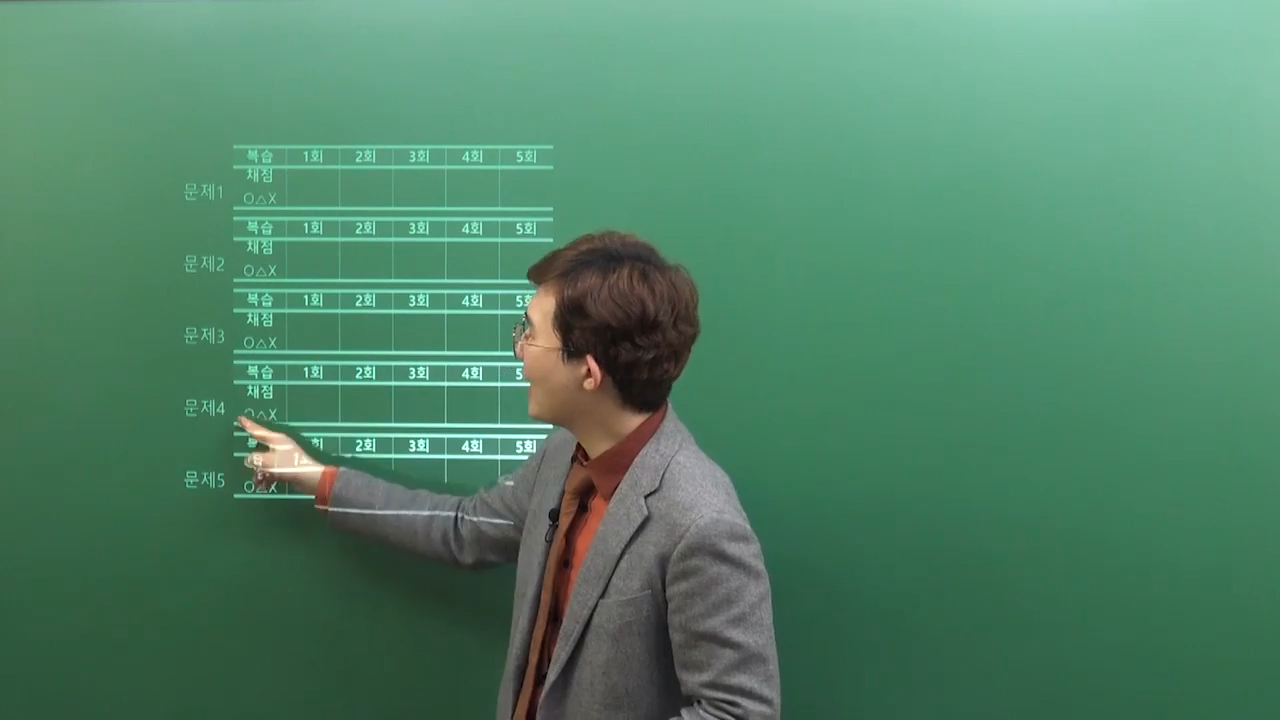 복습 1회 2회 3회 4회 5회
채점
문제1
O△X
복습 1회 2회 3회 4회 5회
채점
문제2
O△X
복습 1회 2회 3회 4회
채점
문제3
O△X
복습 1회 2회 3회 4회
채점
문제4
O△X
2회 3회 4회 5회
문제5
O△X